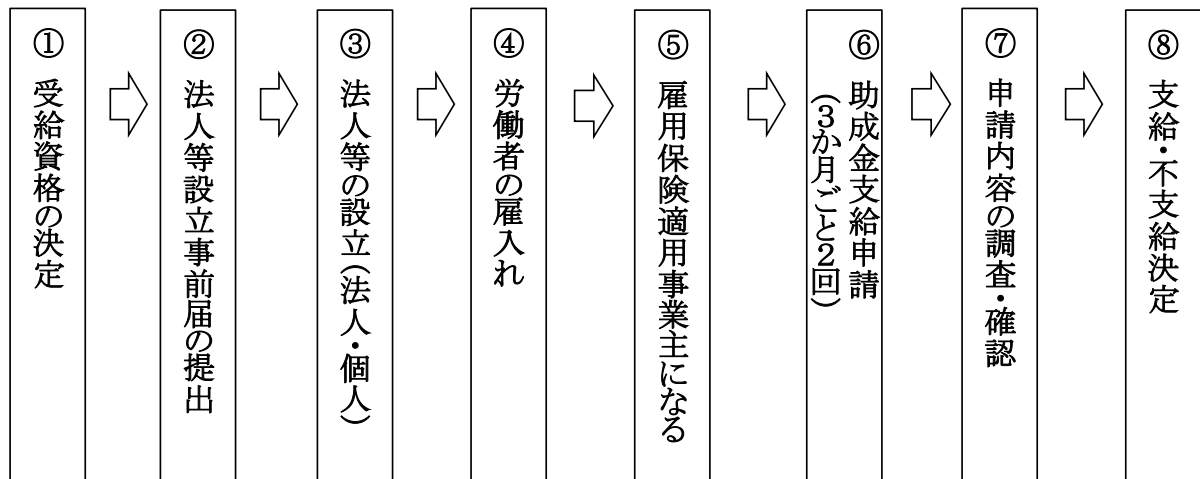 ①受給資格の決定
②法人等設立事前届の提出
③法人等の設立(法人・個人)
④労働者の雇入れ
⑤雇用保険適用事業主になる
⑥助成金支給申請
(3か月ごと2回)
⑦申請内容の調査・確認
⑧支給・不支給決定